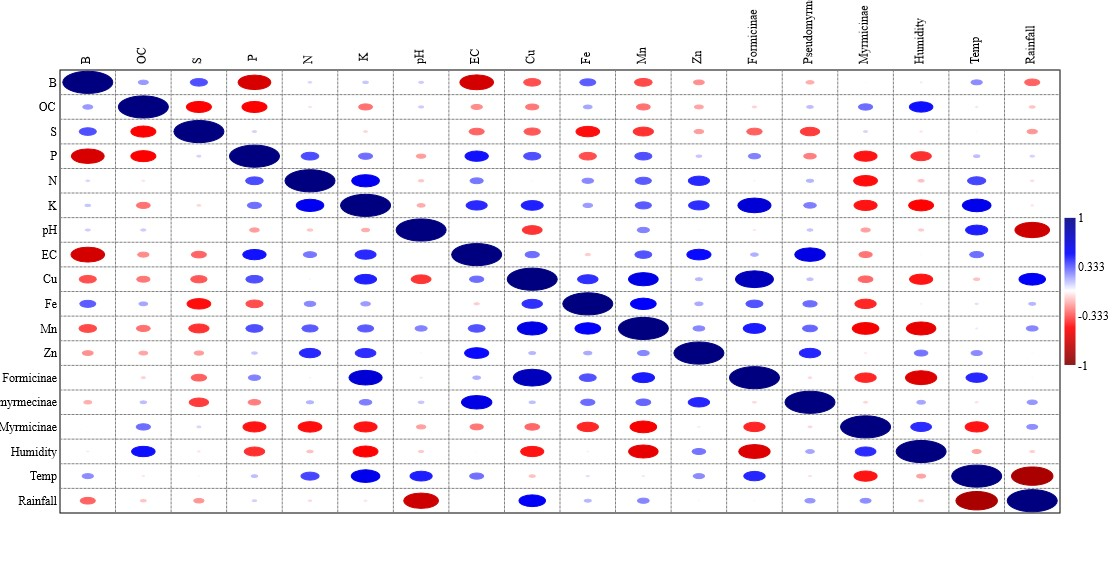 B OC S P N K pH EC Cu Fe Mn Zn Formicinae Pseudomyrm Myrmicinae Humidity Temp Rainfall
B
OC
S
P
N
K
pH
EC
Cu
Fe
Mn
Zn
Formicinae
myrmecinae
Myrmicinae
Humidity
Temp
Rainfall
1
0.333
-0.333
-1